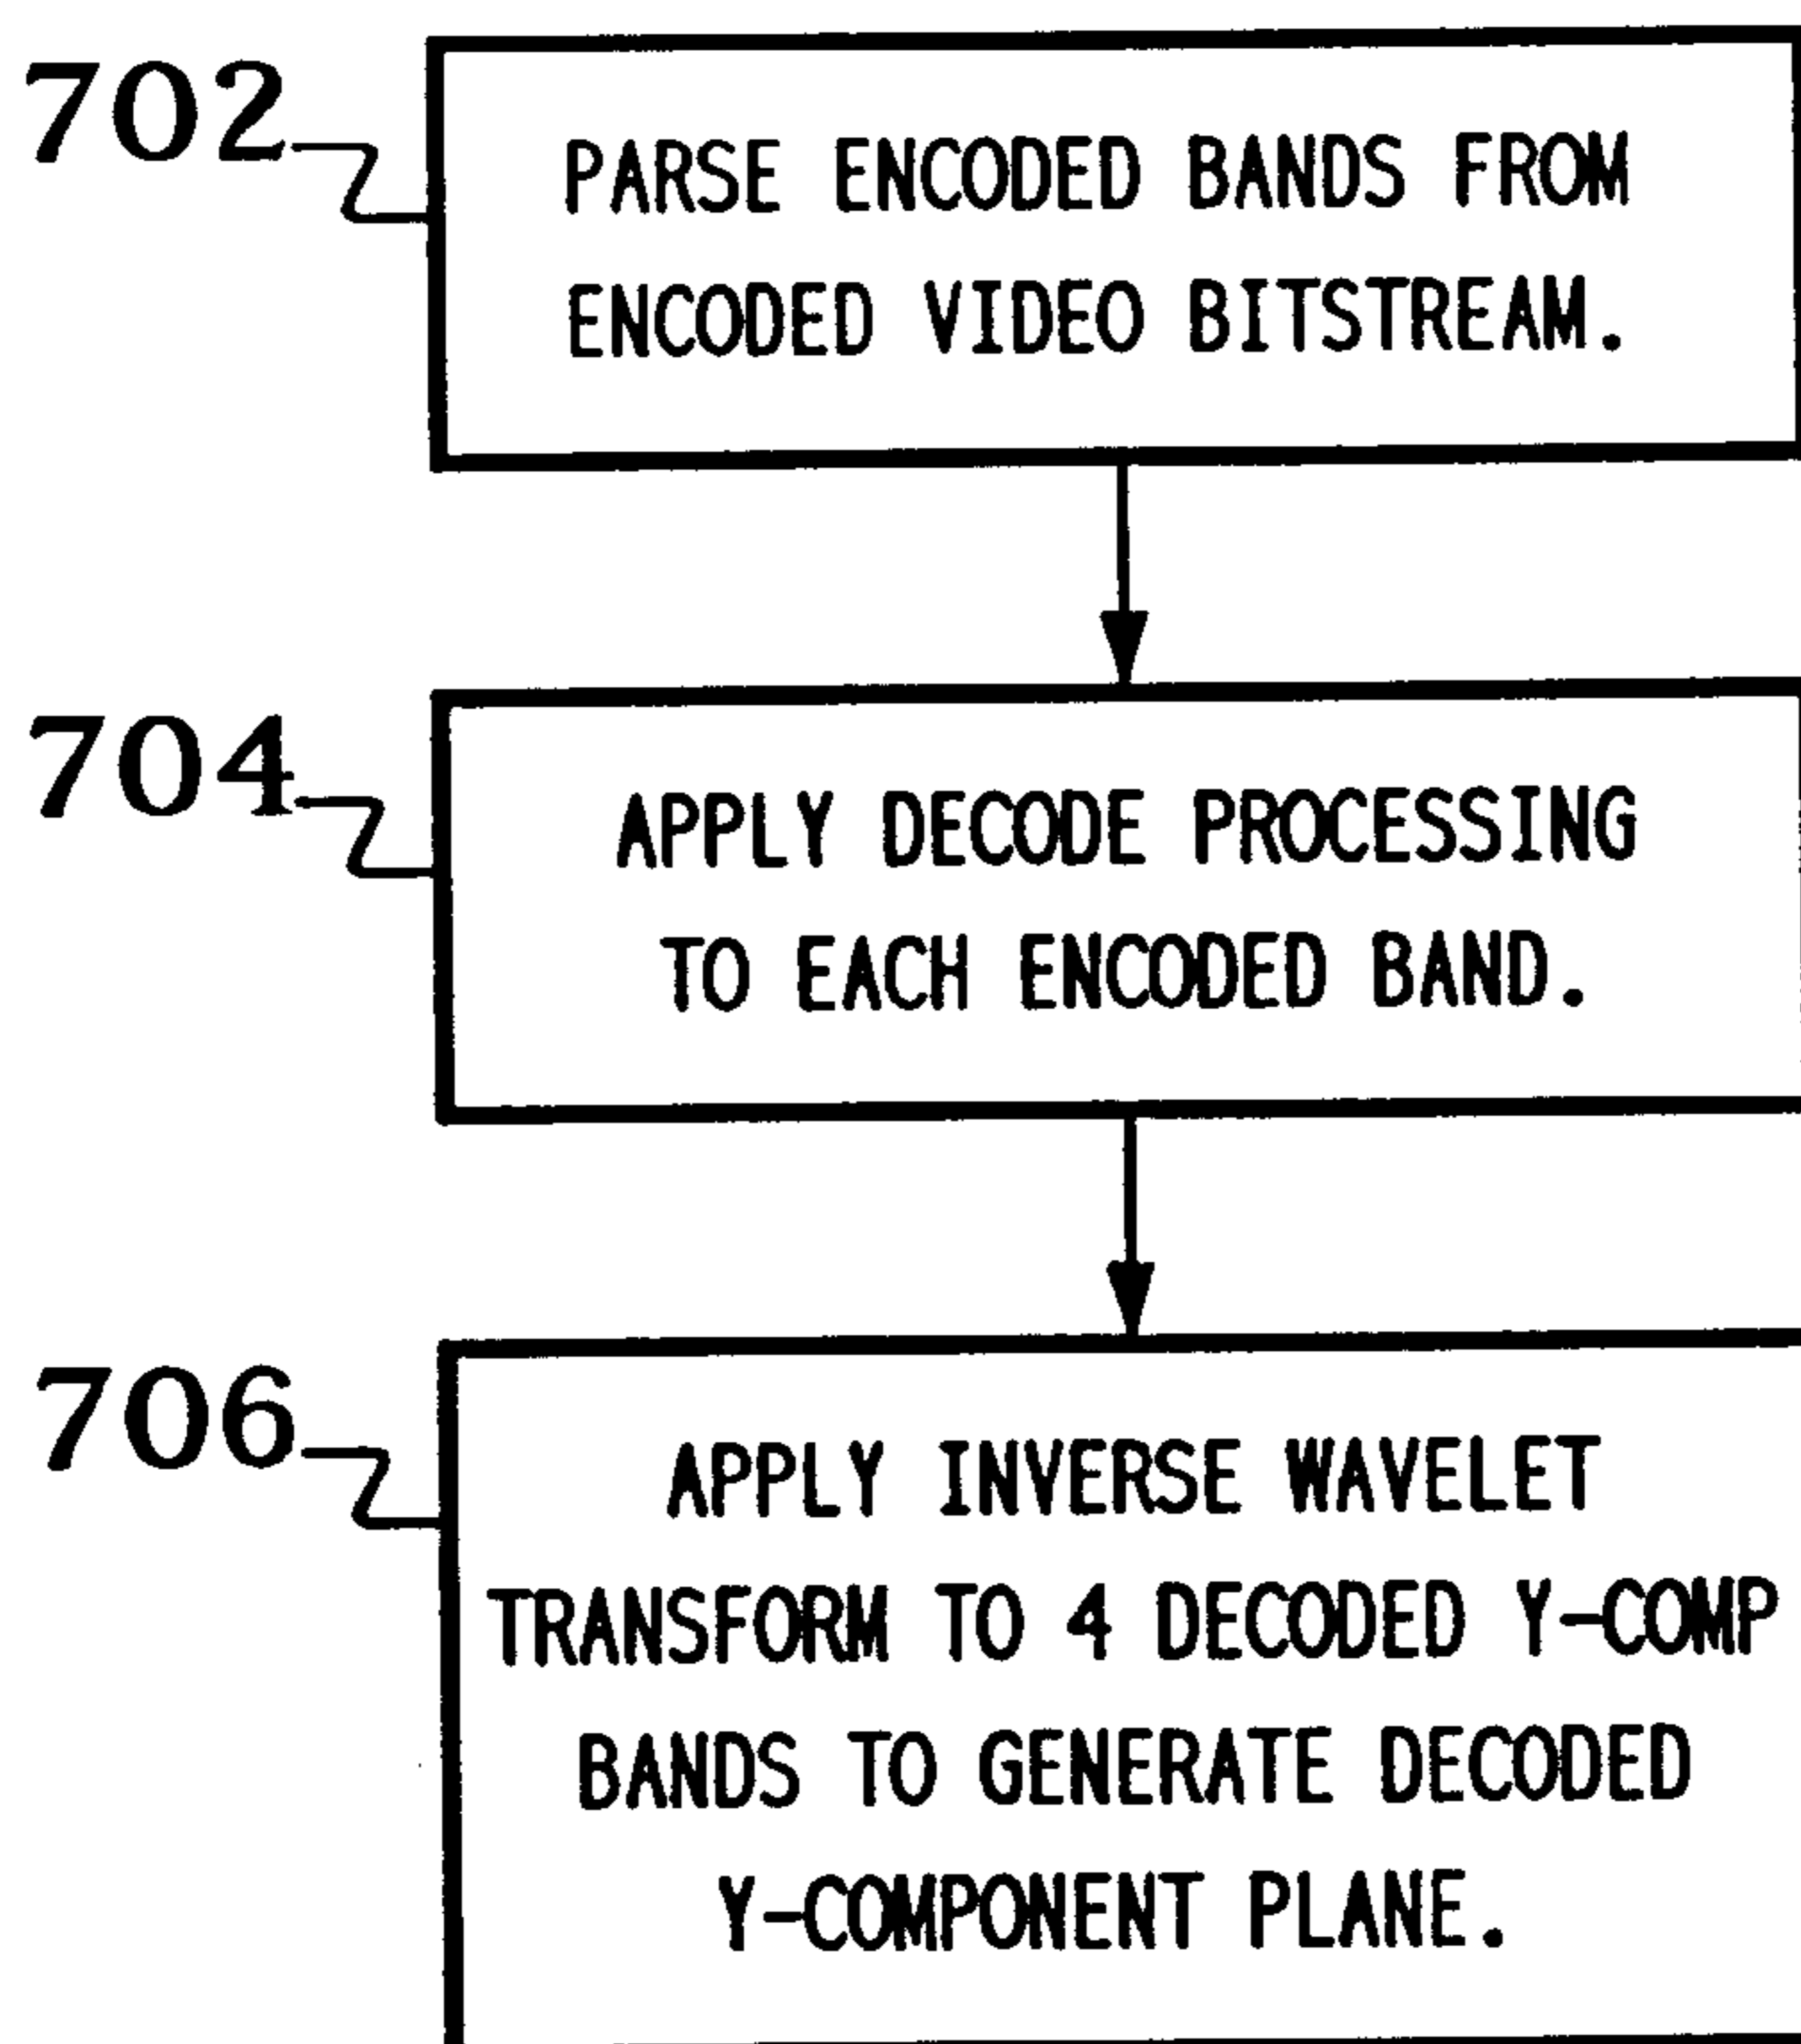 702
PARSE ENCODED BANDS FROM
ENCODED VIDEO BITSTREAM.
704
APPLY DECODE PROCESSING
TO EACH ENCODED BAND.
706
APPLY INVERSE WAVELET
TRANSFORM TO 4 DECODED Y-COMP
BANDS TO GENERATE DECODED
Y-COMPONENT PLANE.